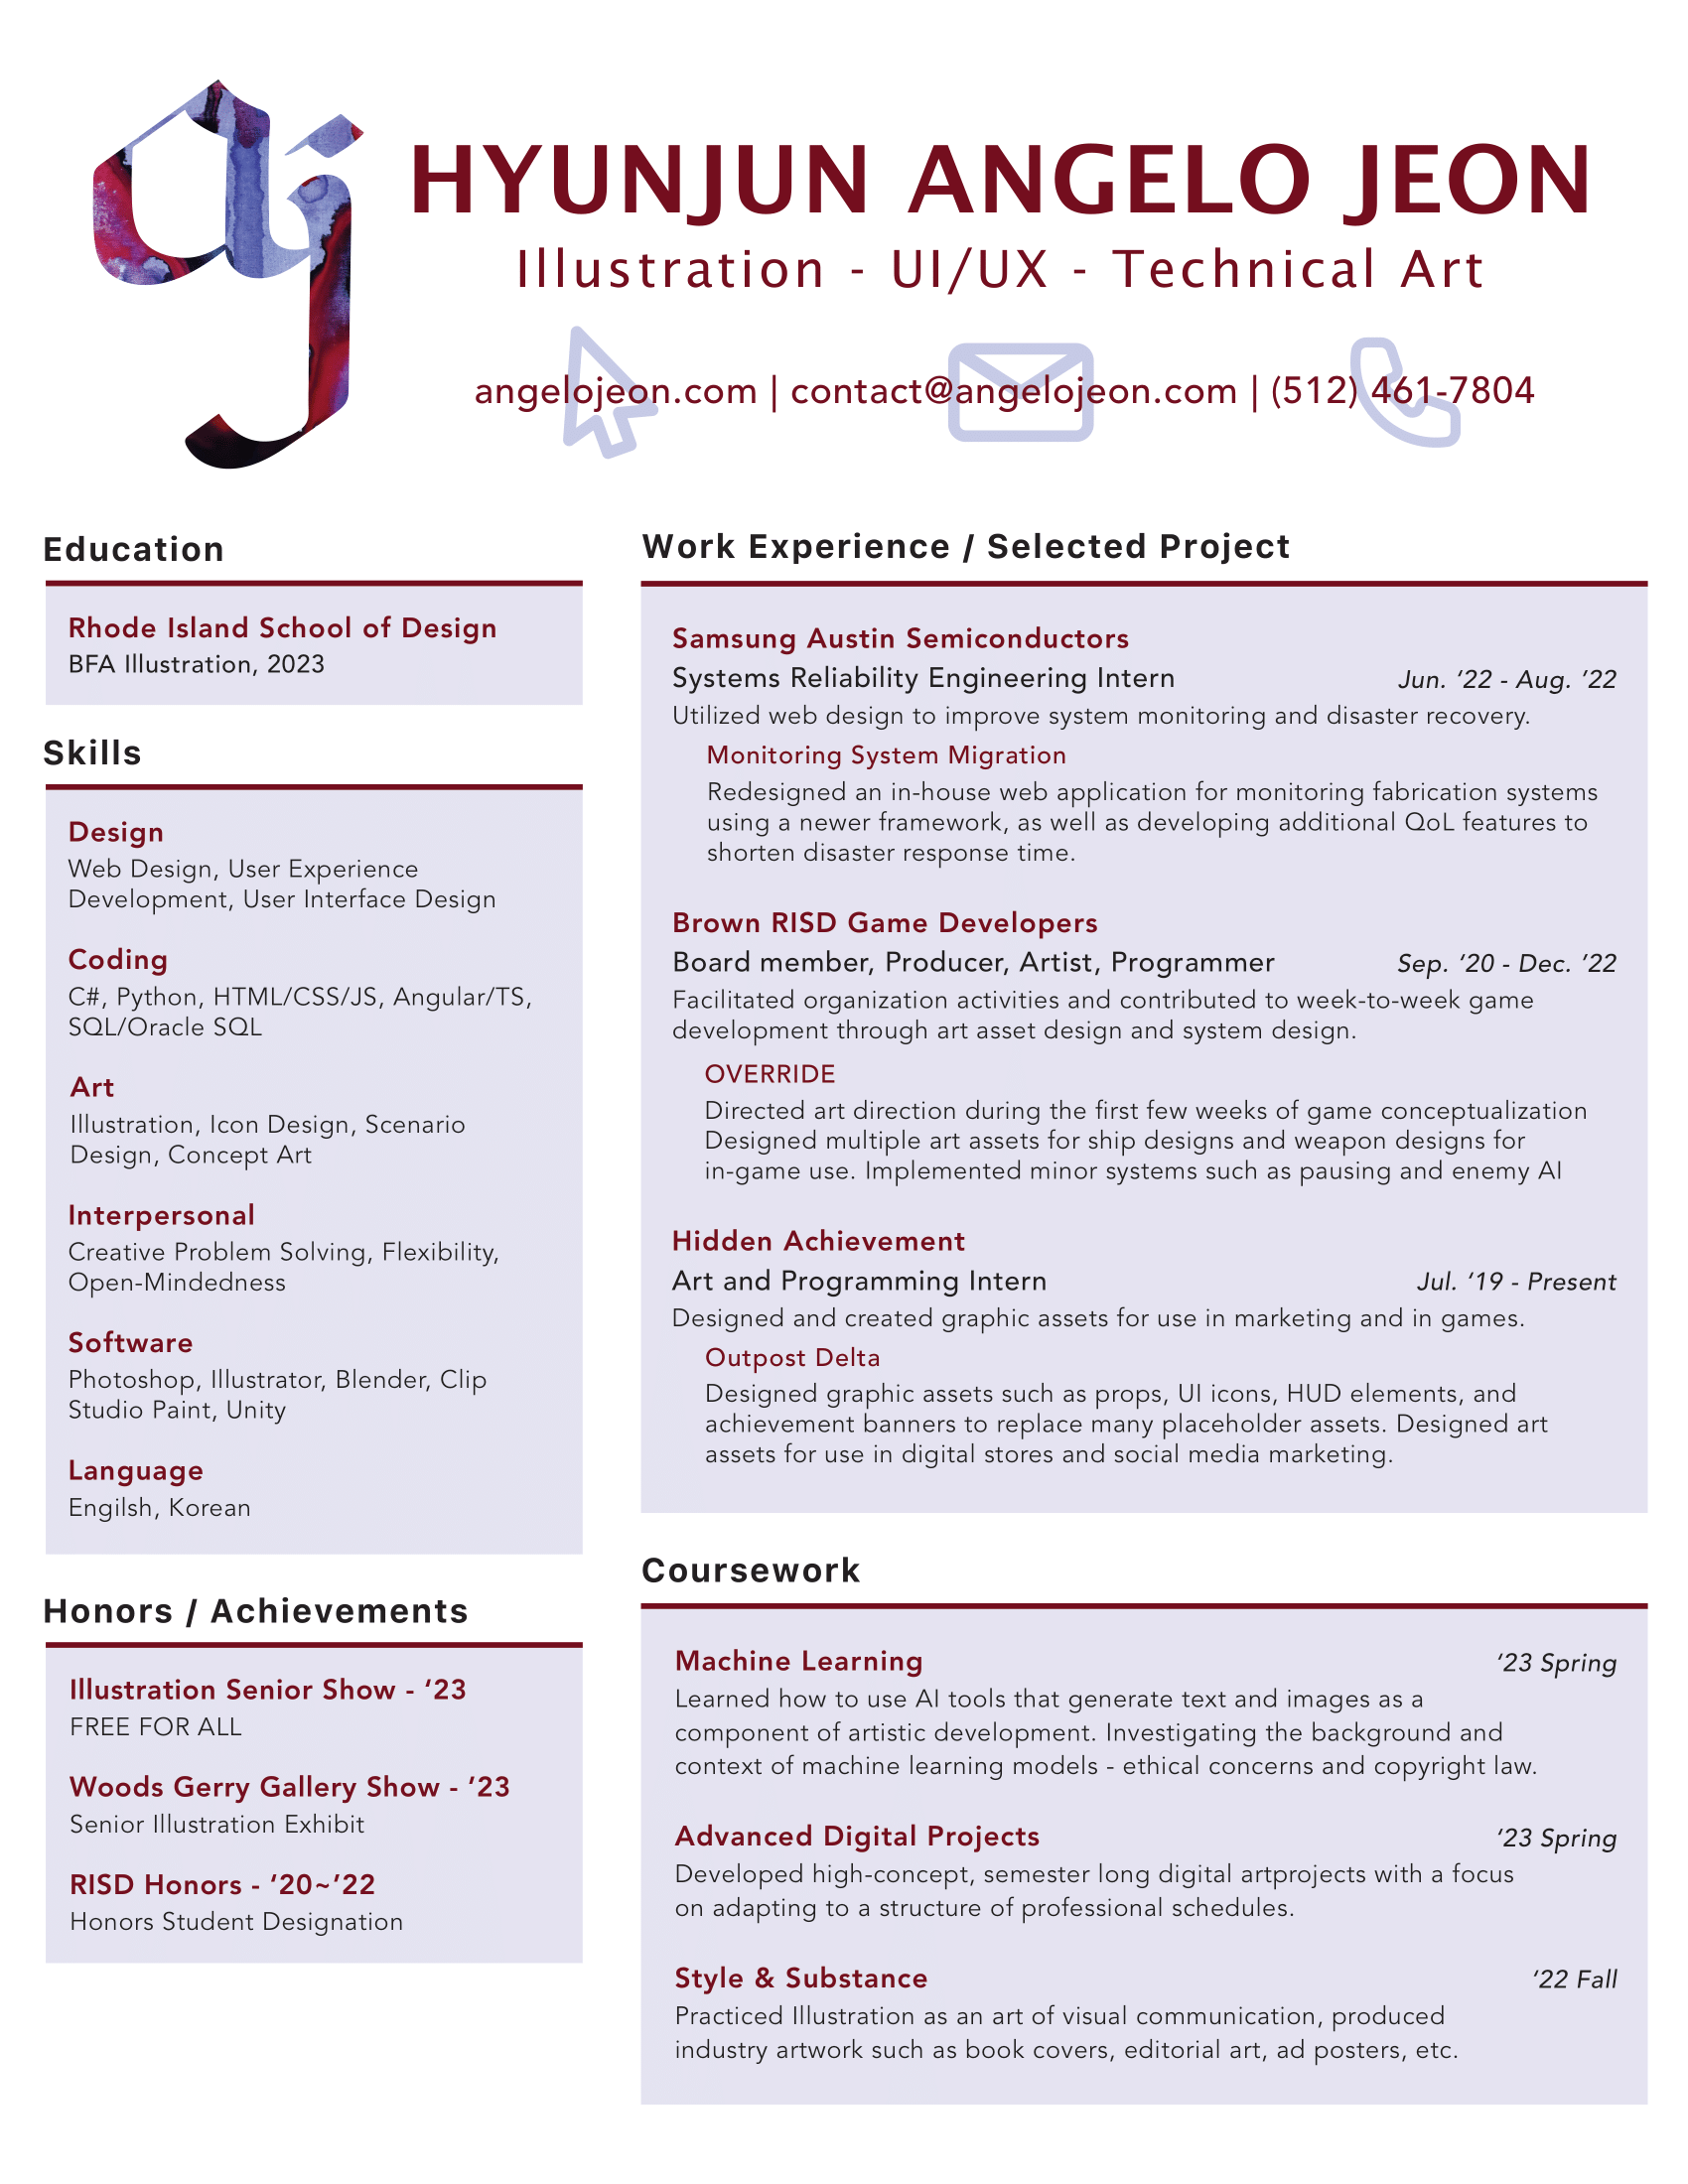 aj
HYUNJUN ANGELO JEON
Illustration - UI/UX - Technical Art
angelojeon.com | contact@angelojeon.com | (512) 461-7804
Education
Rhode Island School of Design
BFA Illustration, 2023
Skills
Design
Web Design, User Experience
Development, User Interface Design
Coding
C#, Python, HTML/CSS/JS, Angular/TS,
SQL/Oracle SQL
Art
Illustration, Icon Design, Scenario
Design, Concept Art
Interpersonal
Creative Problem Solving, Flexibility,
Open-Mindedness
Software
Photoshop, Illustrator, Blender, Clip
Studio Paint, Unity
Language
Engilsh, Korean
Honors / Achievements
Illustration Senior Show - ‘23
FREE FOR ALL
Woods Gerry Gallery Show - ’23
Senior Illustration Exhibit
RISD Honors - ‘20~’22
Honors Student Designation
Work Experience / Selected Project
Samsung Austin Semiconductors
Systems Reliability Engineering Intern Jun. ‘22 - Aug. ’22
Utilized web design to improve system monitoring and disaster recovery.
Monitoring System Migration
Redesigned an in-house web application for monitoring fabrication systems
using a newer framework, as well as developing additional QoL features to
shorten disaster response time.
Brown RISD Game Developers
Board member, Producer, Artist, Programmer Sep. ‘20 - Dec. ’22
Facilitated organization activities and contributed to week-to-week game
development through art asset design and system design.
OVERRIDE
Directed art direction during the first few weeks of game conceptualization
Designed multiple art assets for ship designs and weapon designs for
in-game use. Implemented minor systems such as pausing and enemy AI
Hidden Achievement
Art and Programming Intern Jul. ’19 - Present
Designed and created graphic assets for use in marketing and in games.
Outpost Delta
Designed graphic assets such as props, UI icons, HUD elements, and
achievement banners to replace many placeholder assets. Designed art
assets for use in digital stores and social media marketing.
Coursework
Machine Learning ‘23 Spring
Learned how to use AI tools that generate text and images as a
component of artistic development. Investigating the background and
context of machine learning models - ethical concerns and copyright law.
Advanced Digital Projects ‘23 Spring
Developed high-concept, semester long digital artprojects with a focus
on adapting to a structure of professional schedules.
Style & Substance ‘22 Fall
Practiced Illustration as an art of visual communication, produced
industry artwork such as book covers, editorial art, ad posters, etc.